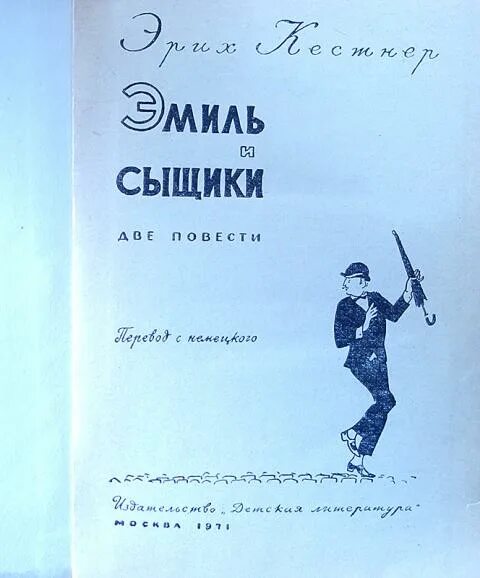 Эрих Кестнер
Эмиль
и
сыщики
ДВЕ ПОВЕСТИ
Перевод с немецкого
Издательство „Детская литература"
МОСКВА 1971